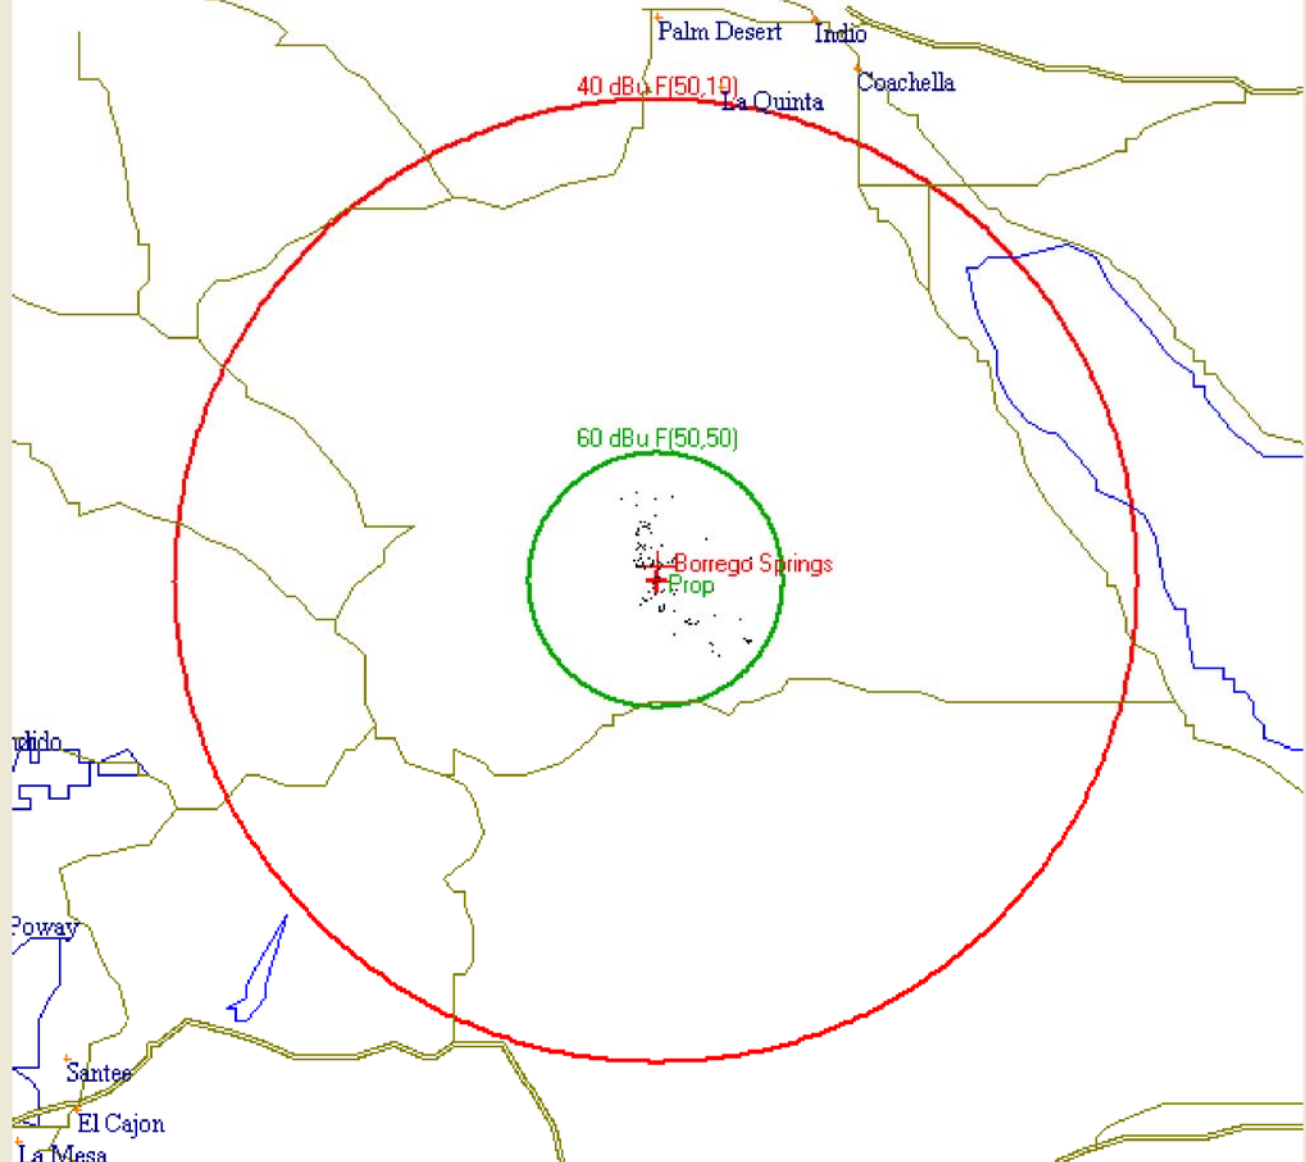 Palm Desert
Indio
40 dBu F(50,10)
Coachella
La Quinta
60 dBu F(50,50)
Borrego Springs
Prop
dido
Poway
Santee
El Cajon
La Mesa